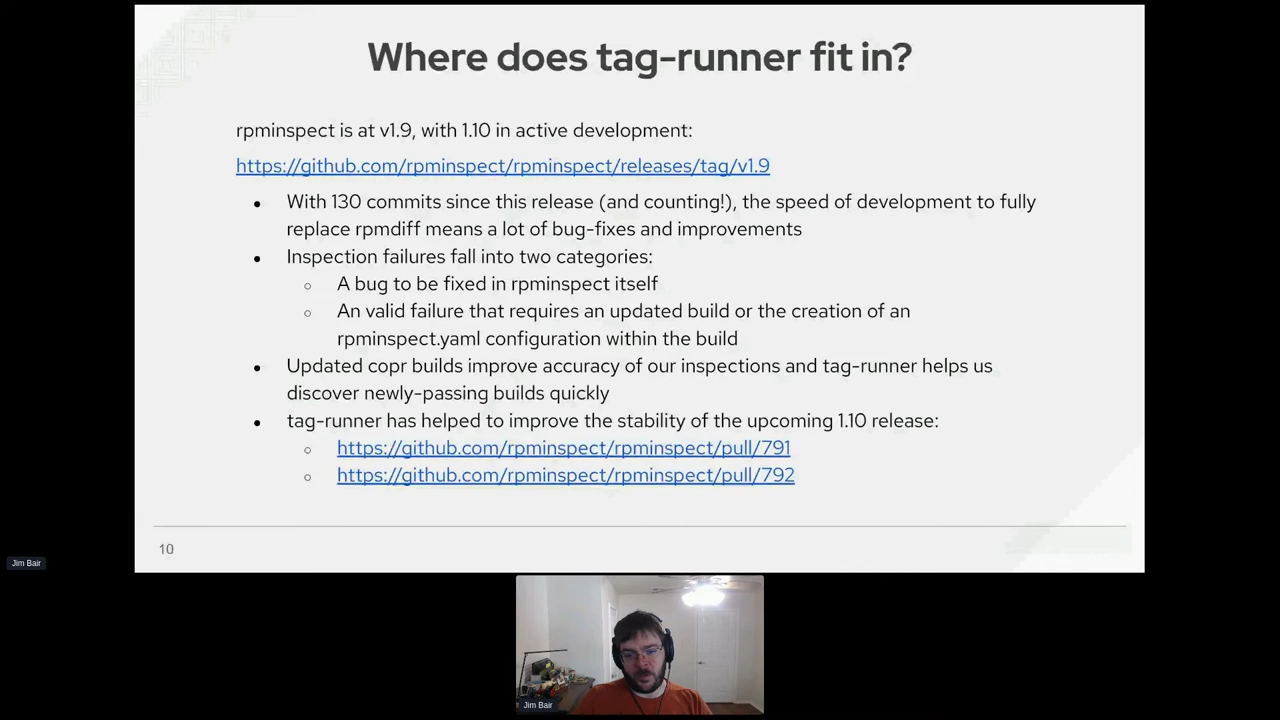 Where does tag-runner fit in?
rpminspect is at v1.9, with 1.10 in active development:
https://github.com/rpminspect/rpminspect/releases/tag/v1.9
● With 130 commits since this release (and counting!), the speed of development to fully
replace rpmdiff means a lot of bug-fixes and improvements
● Inspection failures fall into two categories:
○ A bug to be fixed in rpminspect itself
○ An valid failure that requires an updated build or the creation of an
rpminspect.yaml configuration within the build
● Updated copr builds improve accuracy of our inspections and tag-runner helps us
discover newly-passing builds quickly
● tag-runner has helped to improve the stability of the upcoming 1.10 release:
○ https://github.com/rpminspect/rpminspect/pull/791
○ https://github.com/rpminspect/rpminspect/pull/792
10
Jim Bair
Jim Bair